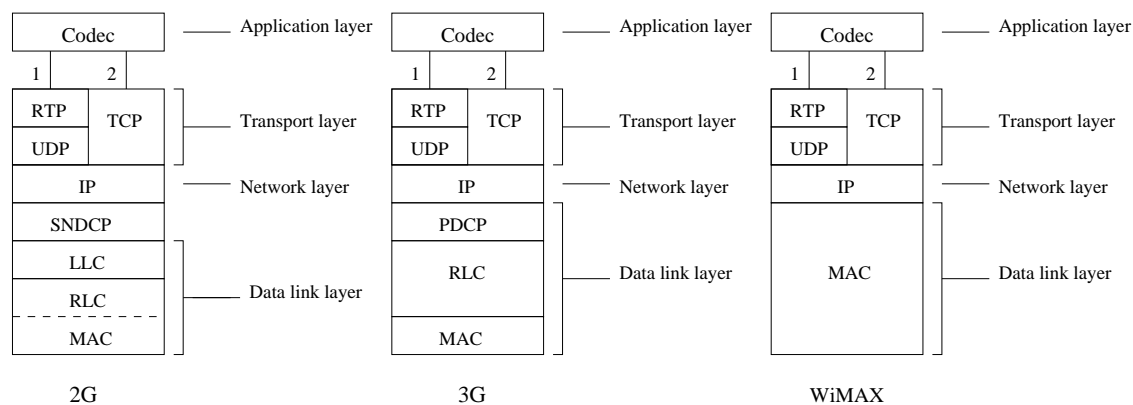 Codec
Application layer
1
2
RTP
TCP
UDP
Transport layer
IP
Network layer
SNDCP
LLC
RLC
MAC
Data link layer
2G
Codec
Application layer
1
2
RTP
TCP
UDP
Transport layer
IP
Network layer
PDCP
RLC
MAC
Data link layer
3G
Codec
Application layer
1
2
RTP
TCP
UDP
Transport layer
IP
Network layer
MAC
Data link layer
WiMAX